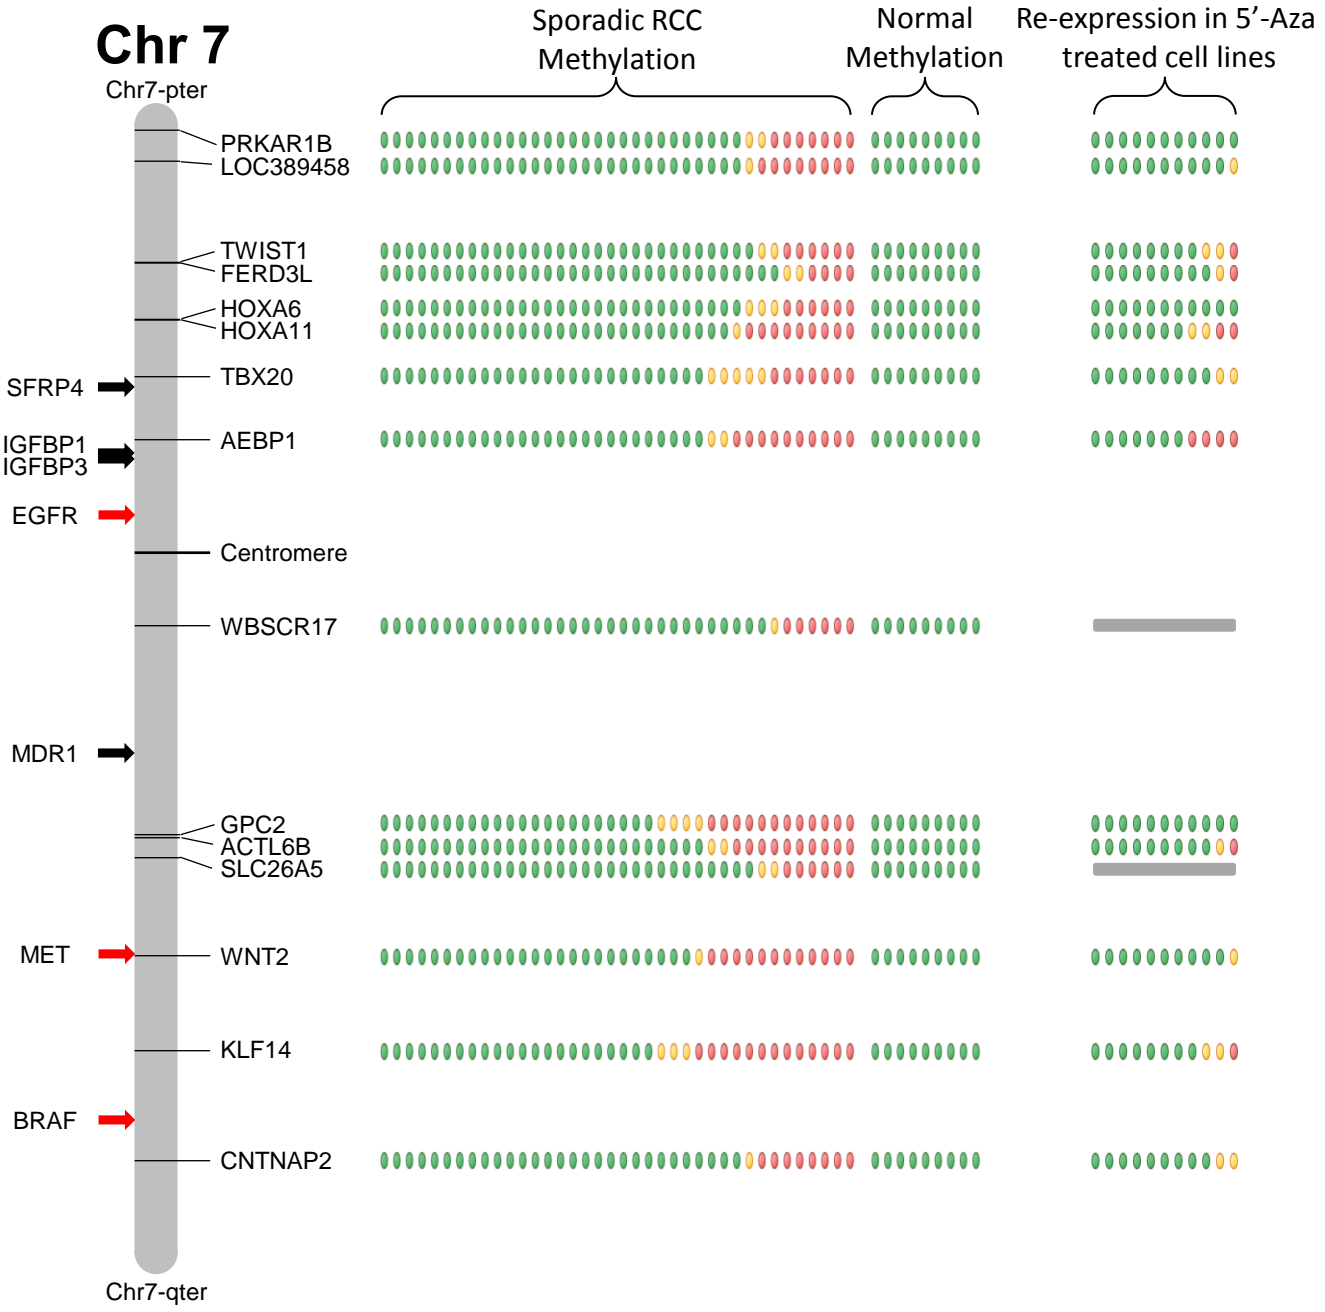 Chr 7
Sporadic RCC
Methylation
Normal
Methylation
Re-expression in 5’-Aza
treated cell lines
Chr7-pter
PRKAR1B
LOC389458
TWIST1
FERD3L
HOXA6
HOXA11
TBX20
SFRP4
AEBP1
IGFBP1
IGFBP3
EGFR
Centromere
WBSCR17
MDR1
GPC2
ACTL6B
SLC26A5
MET
WNT2
KLF14
BRAF
CNTNAP2
Chr7-qter